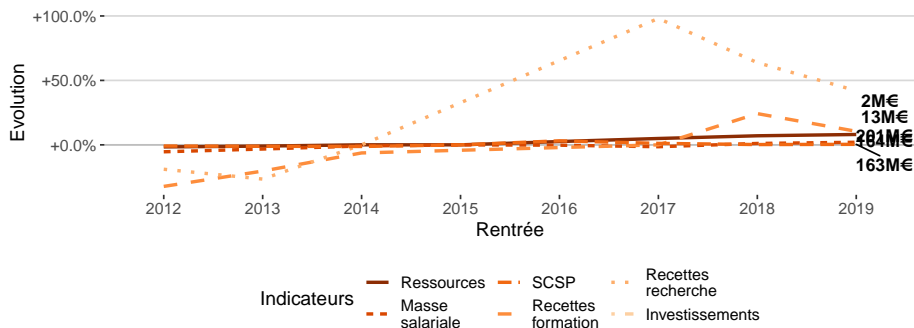 +100.0%
+50.0%
+0.0%
Evolution
2M€
13M€
201M€
163M€
2012 2013 2014 2015 2016 2017 2018 2019
Rentrée
Indicateurs
Ressources
SCSP
Recettes
recherche
Masse
salariale
Recettes
formation
Investissements